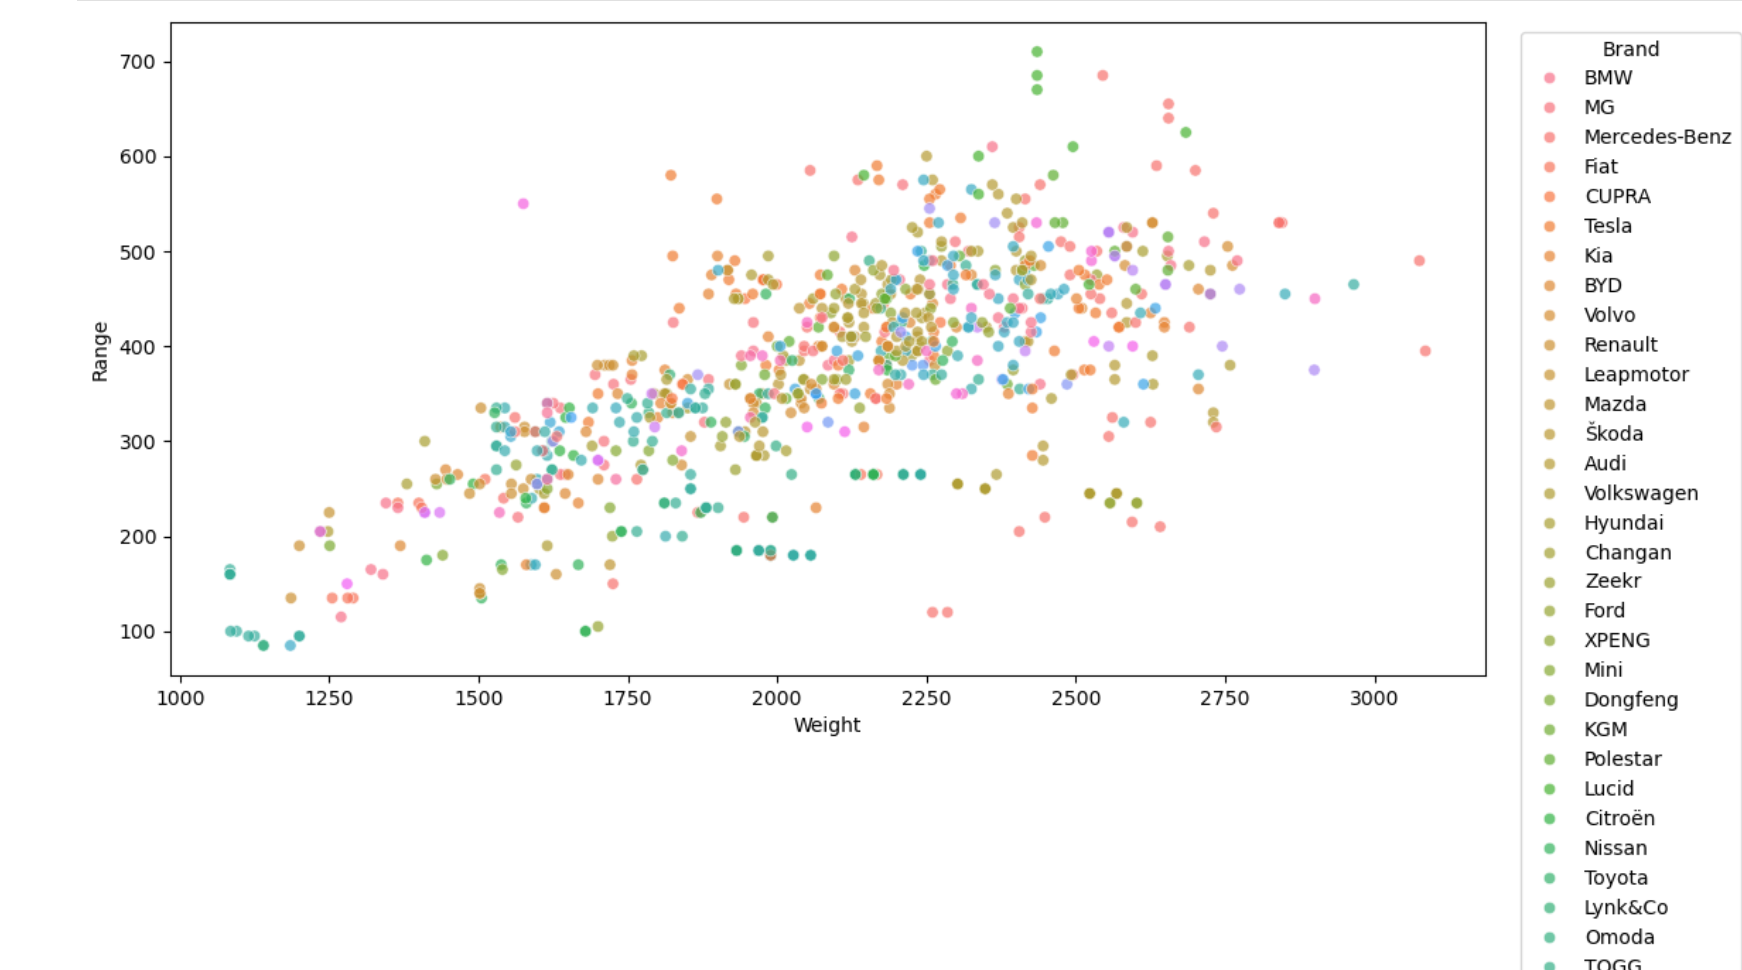 700
600
500
400
300
200
100
Range
1000 1250 1500 1750 2000 2250 2500 2750 3000
Weight
Brand
BMW
MG
Mercedes-Benz
Fiat
CUPRA
Tesla
Kia
BYD
Volvo
Renault
Leapmotor
Mazda
Škoda
Audi
Volkswagen
Hyundai
Changan
Zeekr
Ford
XPENG
Mini
Dongfeng
KGM
Polestar
Lucid
Citroën
Nissan
Toyota
Lynk&Co
Omoda
TOGG